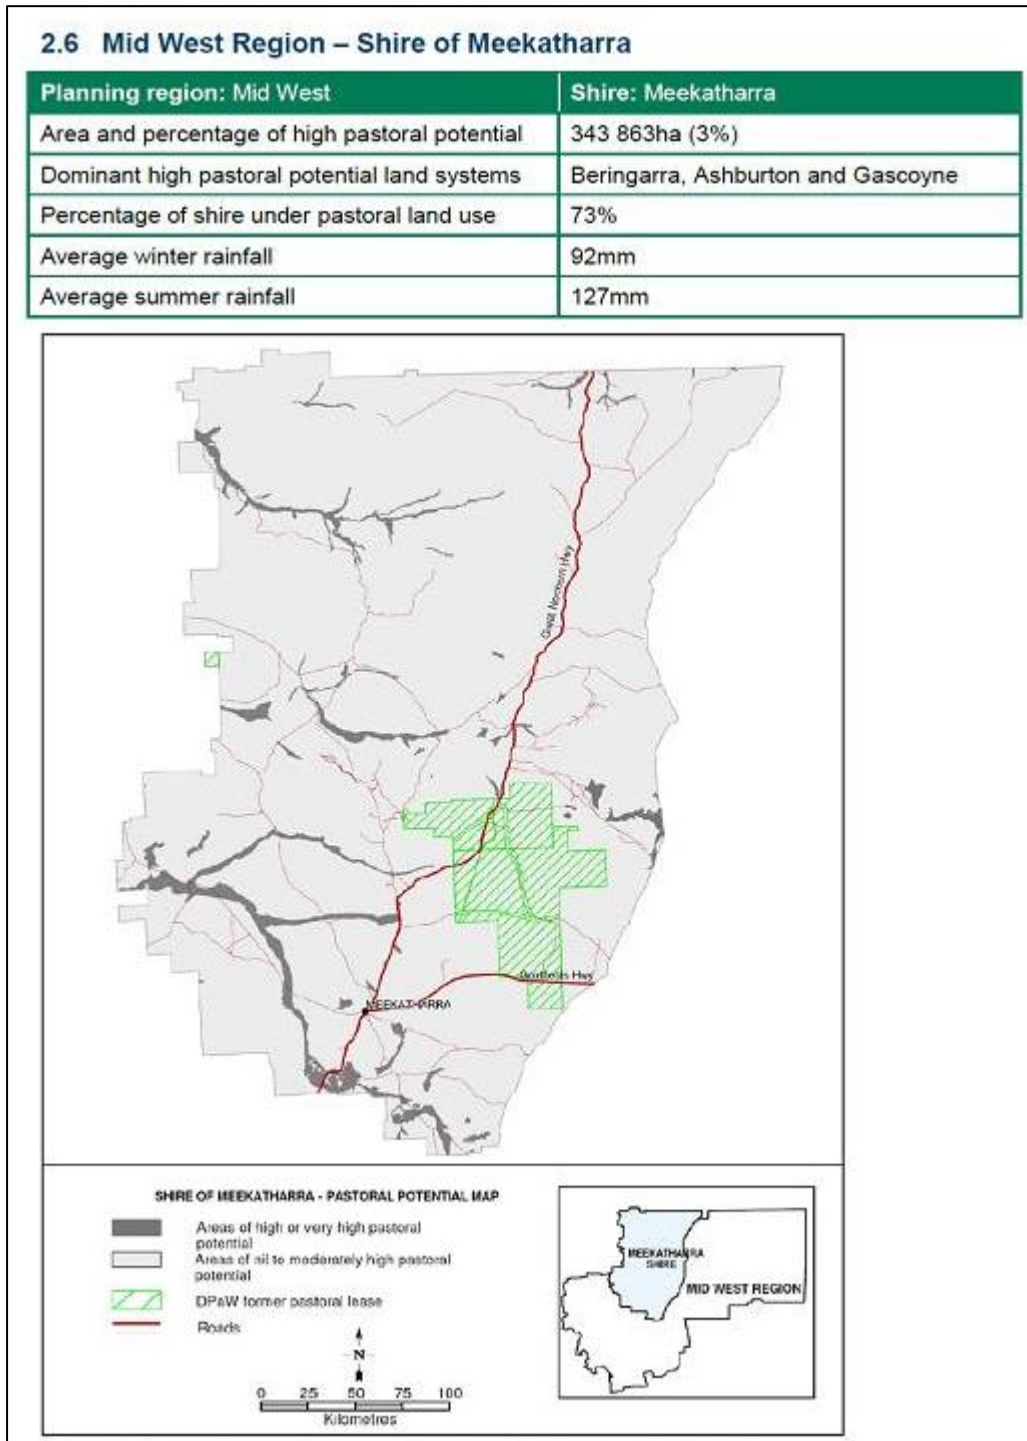 2.6 Mid West Region – Shire of Meekatharra
Planning region: Mid West Shire: Meekatharra
Area and percentage of high pastoral potential 343 863ha (3%)
Dominant high pastoral potential land systems Beringarra, Ashburton and Gascoyne
Percentage of shire under pastoral land use 73%
Average winter rainfall 92mm
Average summer rainfall 127mm
Great Northern Hwy
Goldfields Hwy
MEEKATHARRA
SHIRE OF MEEKATHARRA - PASTORAL POTENTIAL MAP
Areas of high or very high pastoral
potential
Areas of nil to moderately high pastoral
potential
DPaW former pastoral lease
Roads
N
0 25 50 75 100
Kilometres
MEEKATHARRA
SHIRE
MID WEST REGION